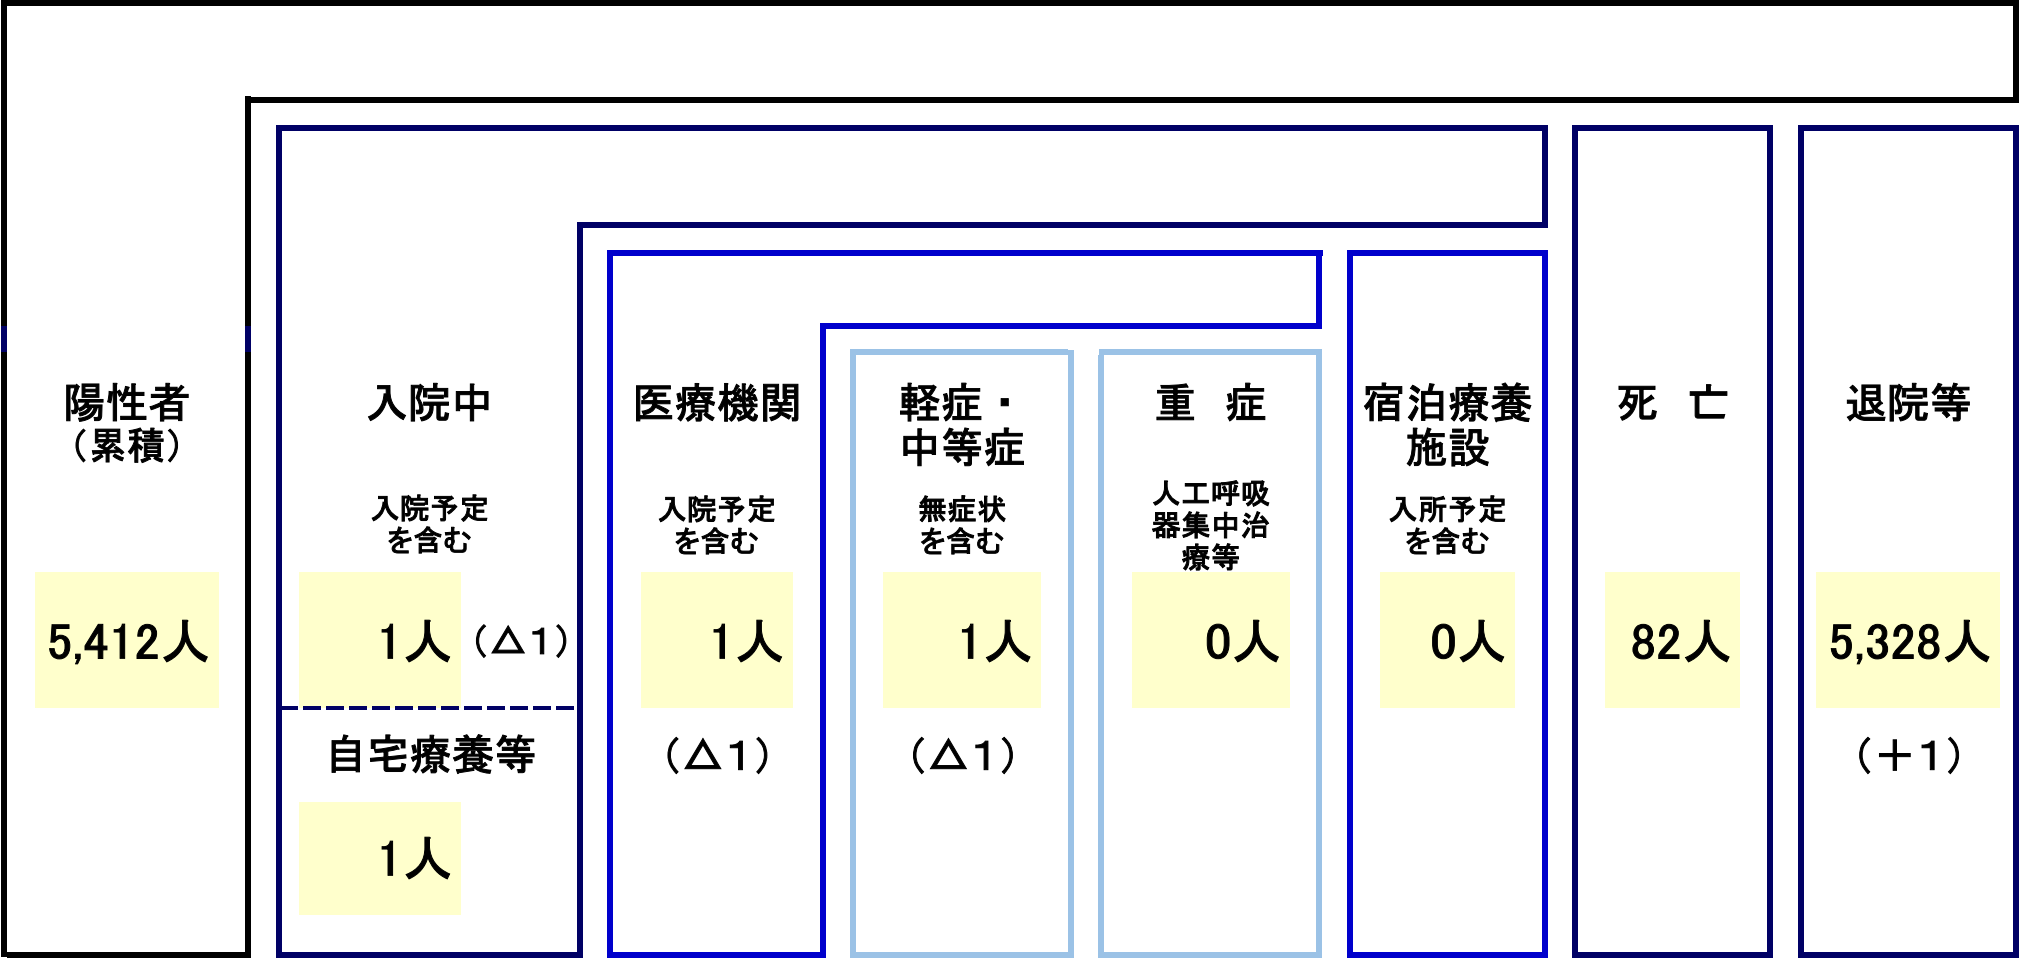 陽性者
（累積）
5,412人
入院中
入院予定
を含む
1人（△1）
自宅療養等
1人
医療機関
入院予定
を含む
1人
（△1）
軽症・
中等症
無症状
を含む
1人
（△1）
重　症
人工呼吸
器集中治
療等
0人
宿泊療養
施設
入所予定
を含む
0人
死　亡
82人
退院等
5,328人
（＋1）